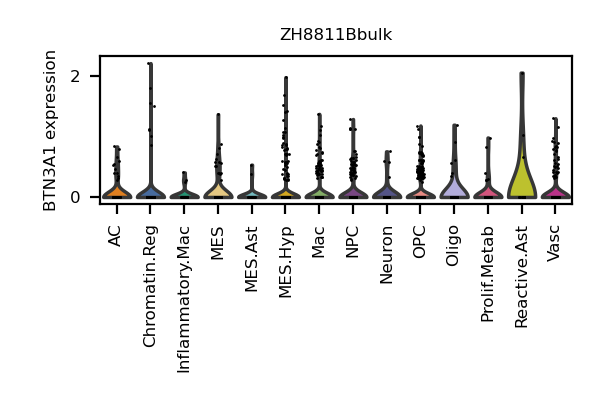 ZH8811Bbulk
BTN3A1 expression
2
0
AC
Chromatin.Reg
Inflammatory.Mac
MES
MES.Ast
MES.Hyp
Mac
NPC
Neuron
OPC
Oligo
Prolif.Metab
Reactive.Ast
Vasc